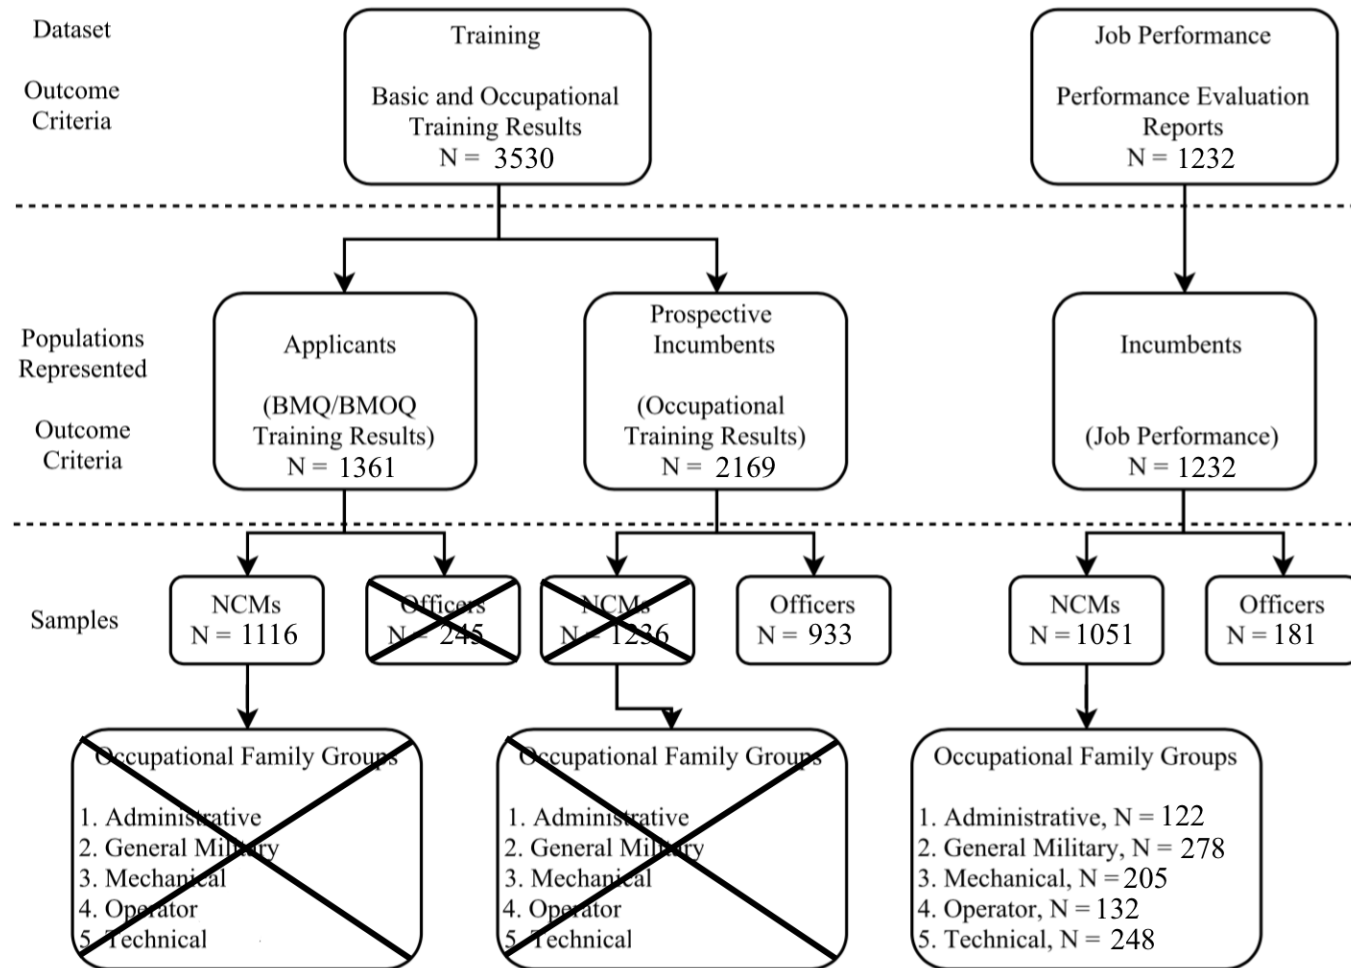 Dataset
Outcome
Criteria
Training
Basic and Occupational
Training Results
N = 3530
Job Performance
Performance Evaluation
Reports
N = 1232
Populations
Represented
Outcome
Criteria
Applicants
(BMQ/BMOQ
Training Results)
N = 1361
Prospective
Incumbents
(Occupational
Training Results)
N = 2169
Incumbents
(Job Performance)
N = 1232
Samples
NCMs
N = 1116
Officers
N = 245
NCMs
N = 1236
Officers
N = 933
NCMs
N = 1051
Officers
N = 181
Occupational Family Groups
1. Administrative
2. General Military
3. Mechanical
4. Operator
5. Technical
Occupational Family Groups
1. Administrative
2. General Military
3. Mechanical
4. Operator
5. Technical
Occupational Family Groups
1. Administrative, N = 122
2. General Military, N = 278
3. Mechanical, N = 205
4. Operator, N = 132
5. Technical, N = 248